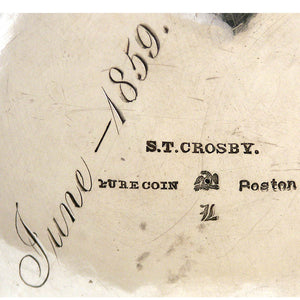 June – 1859.
S.T.CROSBY.
PURE COIN Boston
L